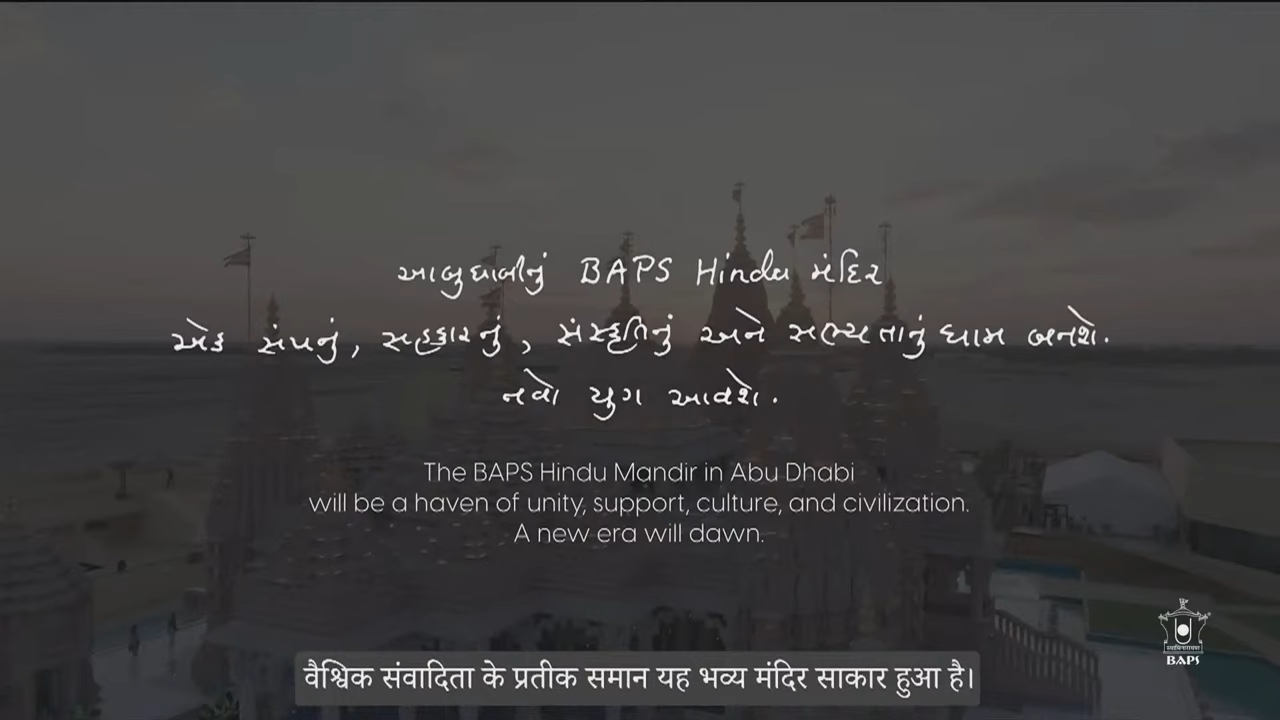 આબુધાબીનું BAPS Hindu મંદિર
એક સંપનું, સહકારનું, સંસ્કૃતિનું અને સભ્યતાનું ધામ બનશે.
નવો યુગ આવશે.
The BAPS Hindu Mandir in Abu Dhabi
will be a haven of unity, support, culture, and civilization.
A new era will dawn.
स्वामिनारायण
BAPS
वैश्विक संवादिता के प्रतीक समान यह भव्य मंदिर साकार हुआ है।